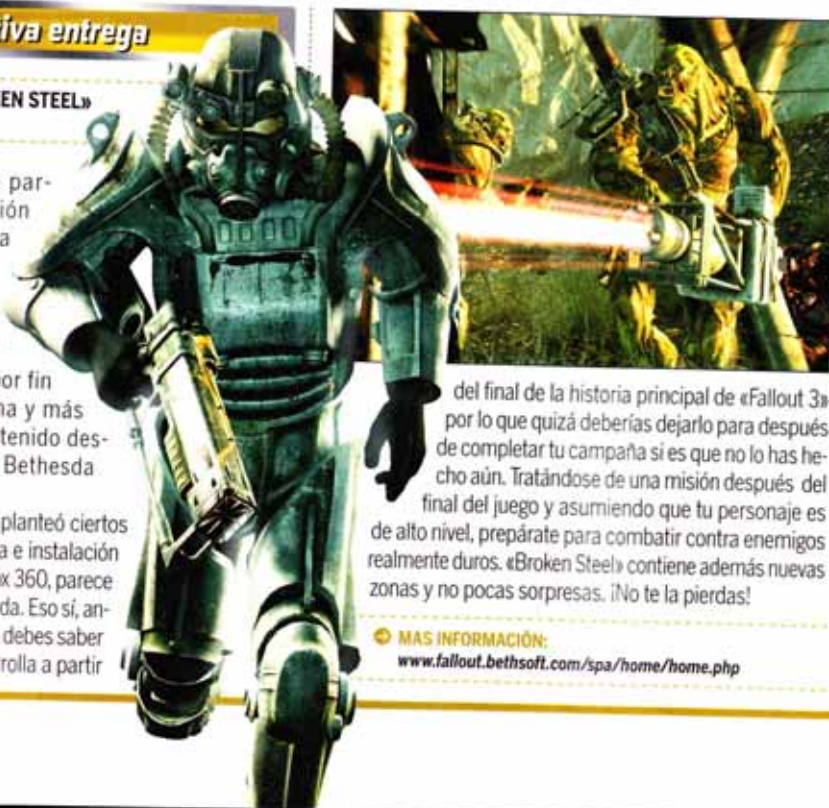 iva entrega
EN STEEL»
par-
ión
a
or fin
na y más
tenido des-
Bethesda
planteó ciertos
a e instalación
x 360, parece
da. Eso sí, an-
debes saber
rolla a partir
del final de la historia principal de «Fallout 3»
por lo que quizá deberías dejarlo para después
de completar tu campaña si es que no lo has he-
cho aún. Tratándose de una misión después del
final del juego y asumiendo que tu personaje es
de alto nivel, prepárate para combatir contra enemigos
realmente duros. «Broken Steel» contiene además nuevas
zonas y no pocas sorpresas. ¡No te la pierdas!
MAS INFORMACIÓN:
www.fallout.bethsoft.com/spa/home/home.php